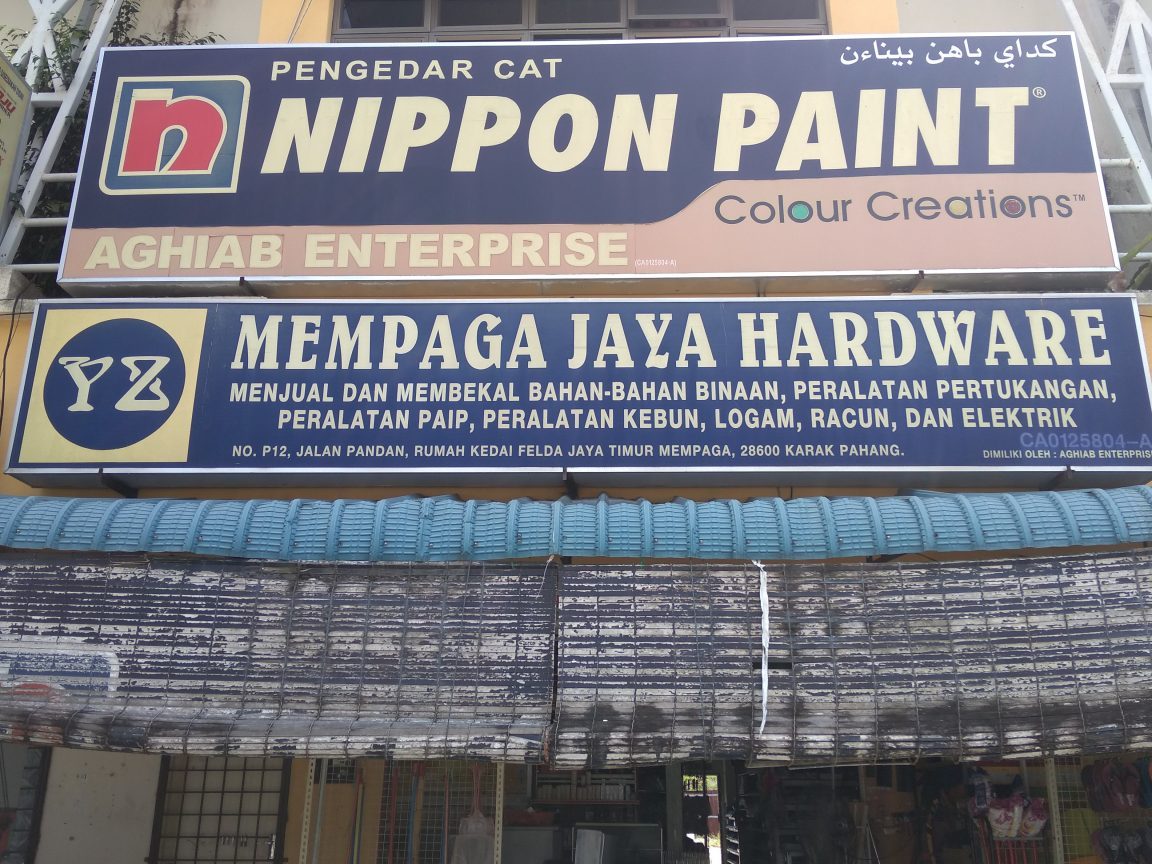 كداي باهن بيناءن
PENGEDAR CAT
n NIPPON PAINT®
Colour Creations™
AGHIAB ENTERPRISE (CA0125804-A)
YZ
MEMPAGA JAYA HARDWARE
MENJUAL DAN MEMBEKAL BAHAN-BAHAN BINAAN, PERALATAN PERTUKANGAN,
PERALATAN PAIP, PERALATAN KEBUN, LOGAM, RACUN, DAN ELEKTRIK
CA0125804-A
NO. P12, JALAN PANDAN, RUMAH KEDAI FELDA JAYA TIMUR MEMPAGA, 28600 KARAK PAHANG.
DIMILIKI OLEH : AGHIAB ENTERPRISE